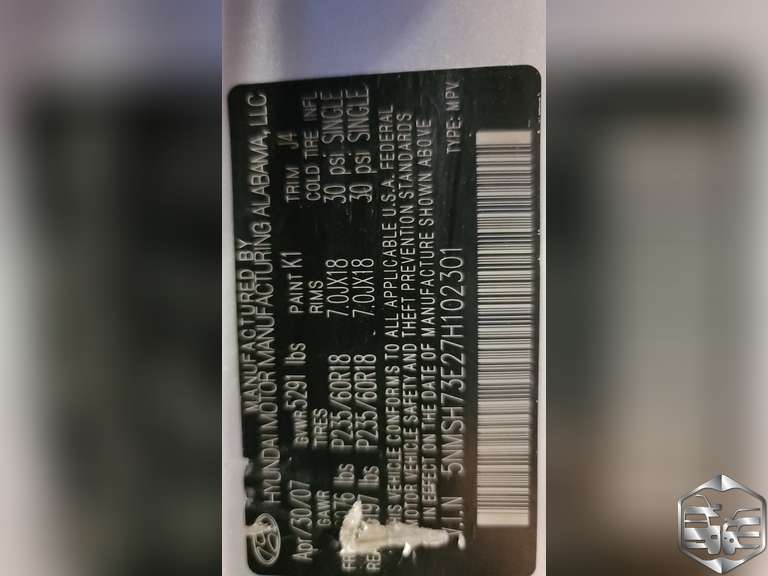 MANUFACTURED BY
HYUNDAI MOTOR MANUFACTURING ALABAMA, LLC
Apr/30/07 GVWR 5291 lbs PAINT K1 TRIM J4
GAWR TIRES RIMS COLD TIRE INFL
lbs P235/60R18 7.0JX18 30 psi SINGLE
lbs P235/60R18 7.0JX18 30 psi SINGLE
THIS VEHICLE CONFORMS TO ALL APPLICABLE U.S.A. FEDERAL
MOTOR VEHICLE SAFETY AND THEFT PREVENTION STANDARDS
IN EFFECT ON THE DATE OF MANUFACTURE SHOWN ABOVE
V.I.N 5NMSH73E27H102301 TYPE: MPV